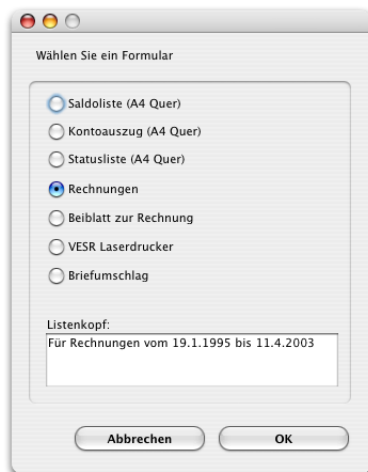 Wählen Sie ein Formular
Saldoliste (A4 Quer)
Kontoauszug (A4 Quer)
Statusliste (A4 Quer)
Rechnungen
Beiblatt zur Rechnung
VESR Laserdrucker
Briefumschlag
Listenkopf:
Für Rechnungen vom 19.1.1995 bis 11.4.2003
Abbrechen OK